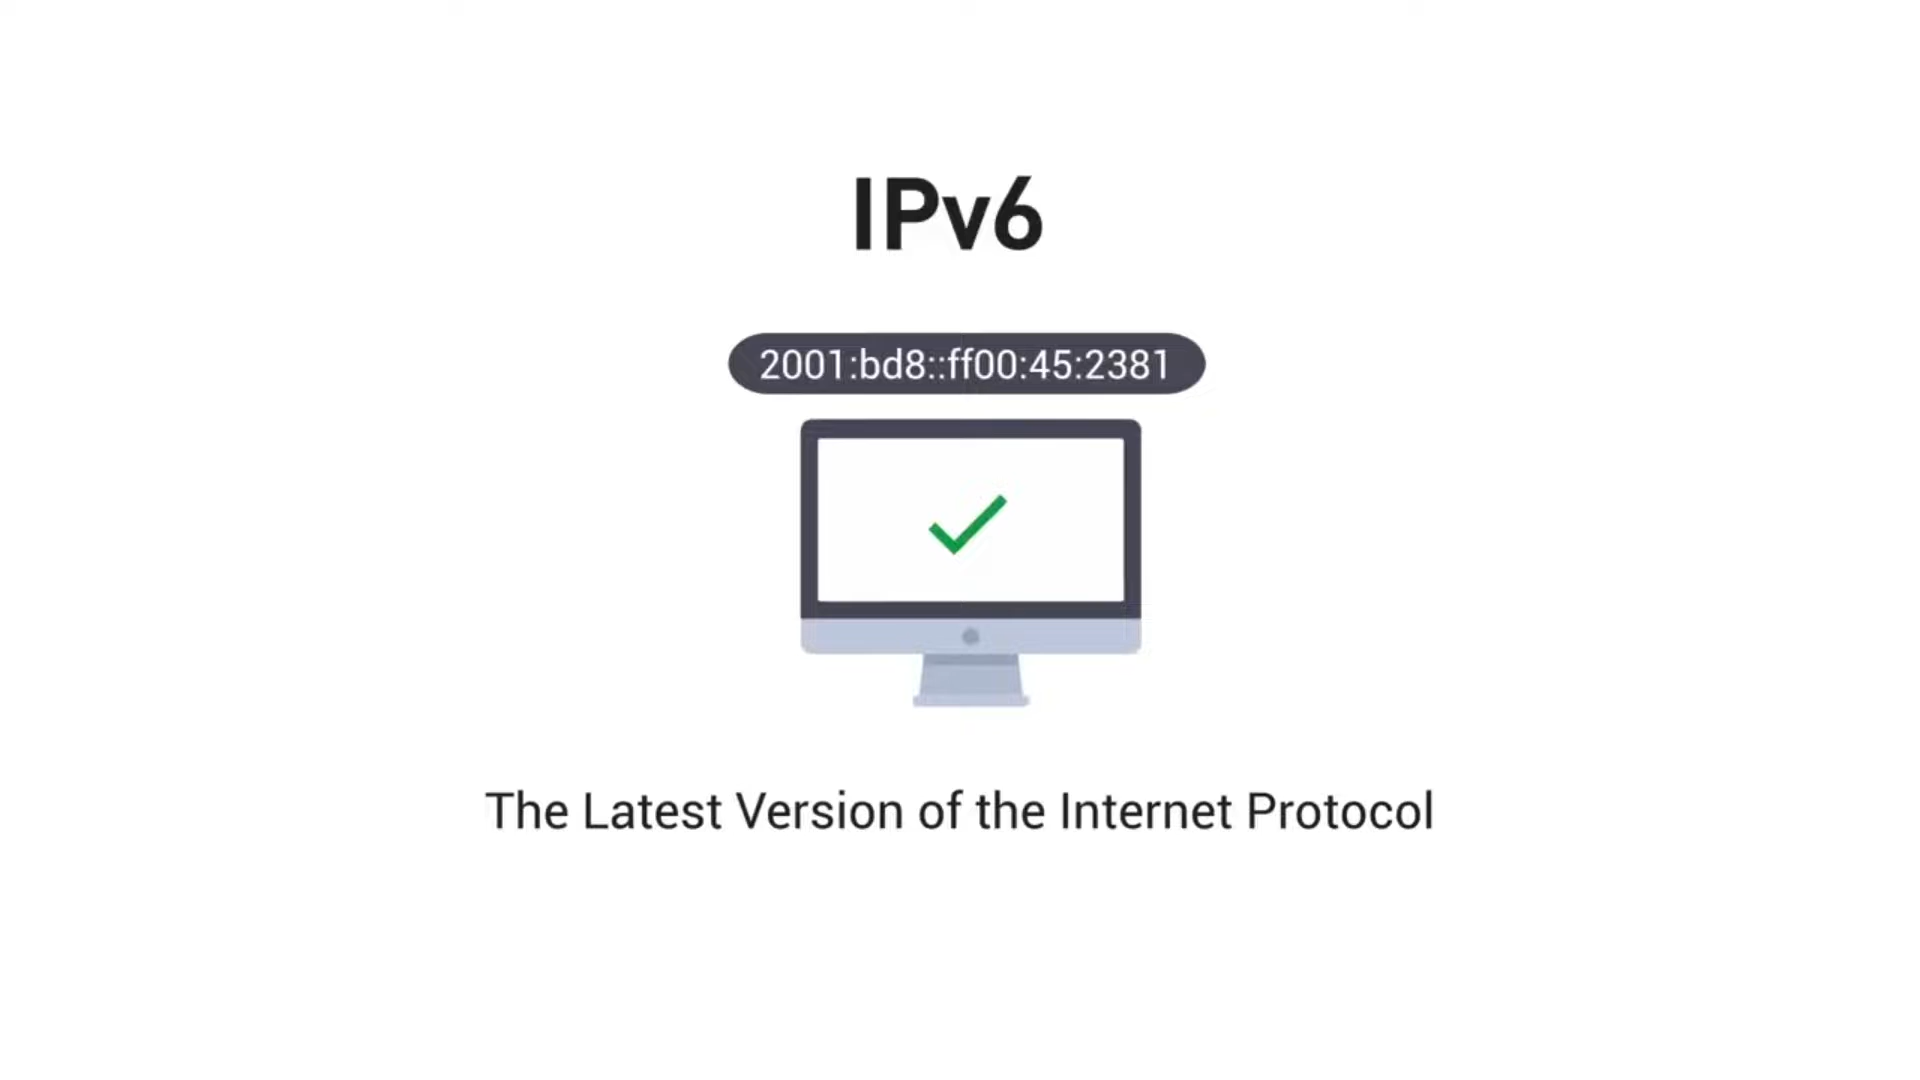 IPv6
2001:bd8::ff00:45:2381
The Latest Version of the Internet Protocol